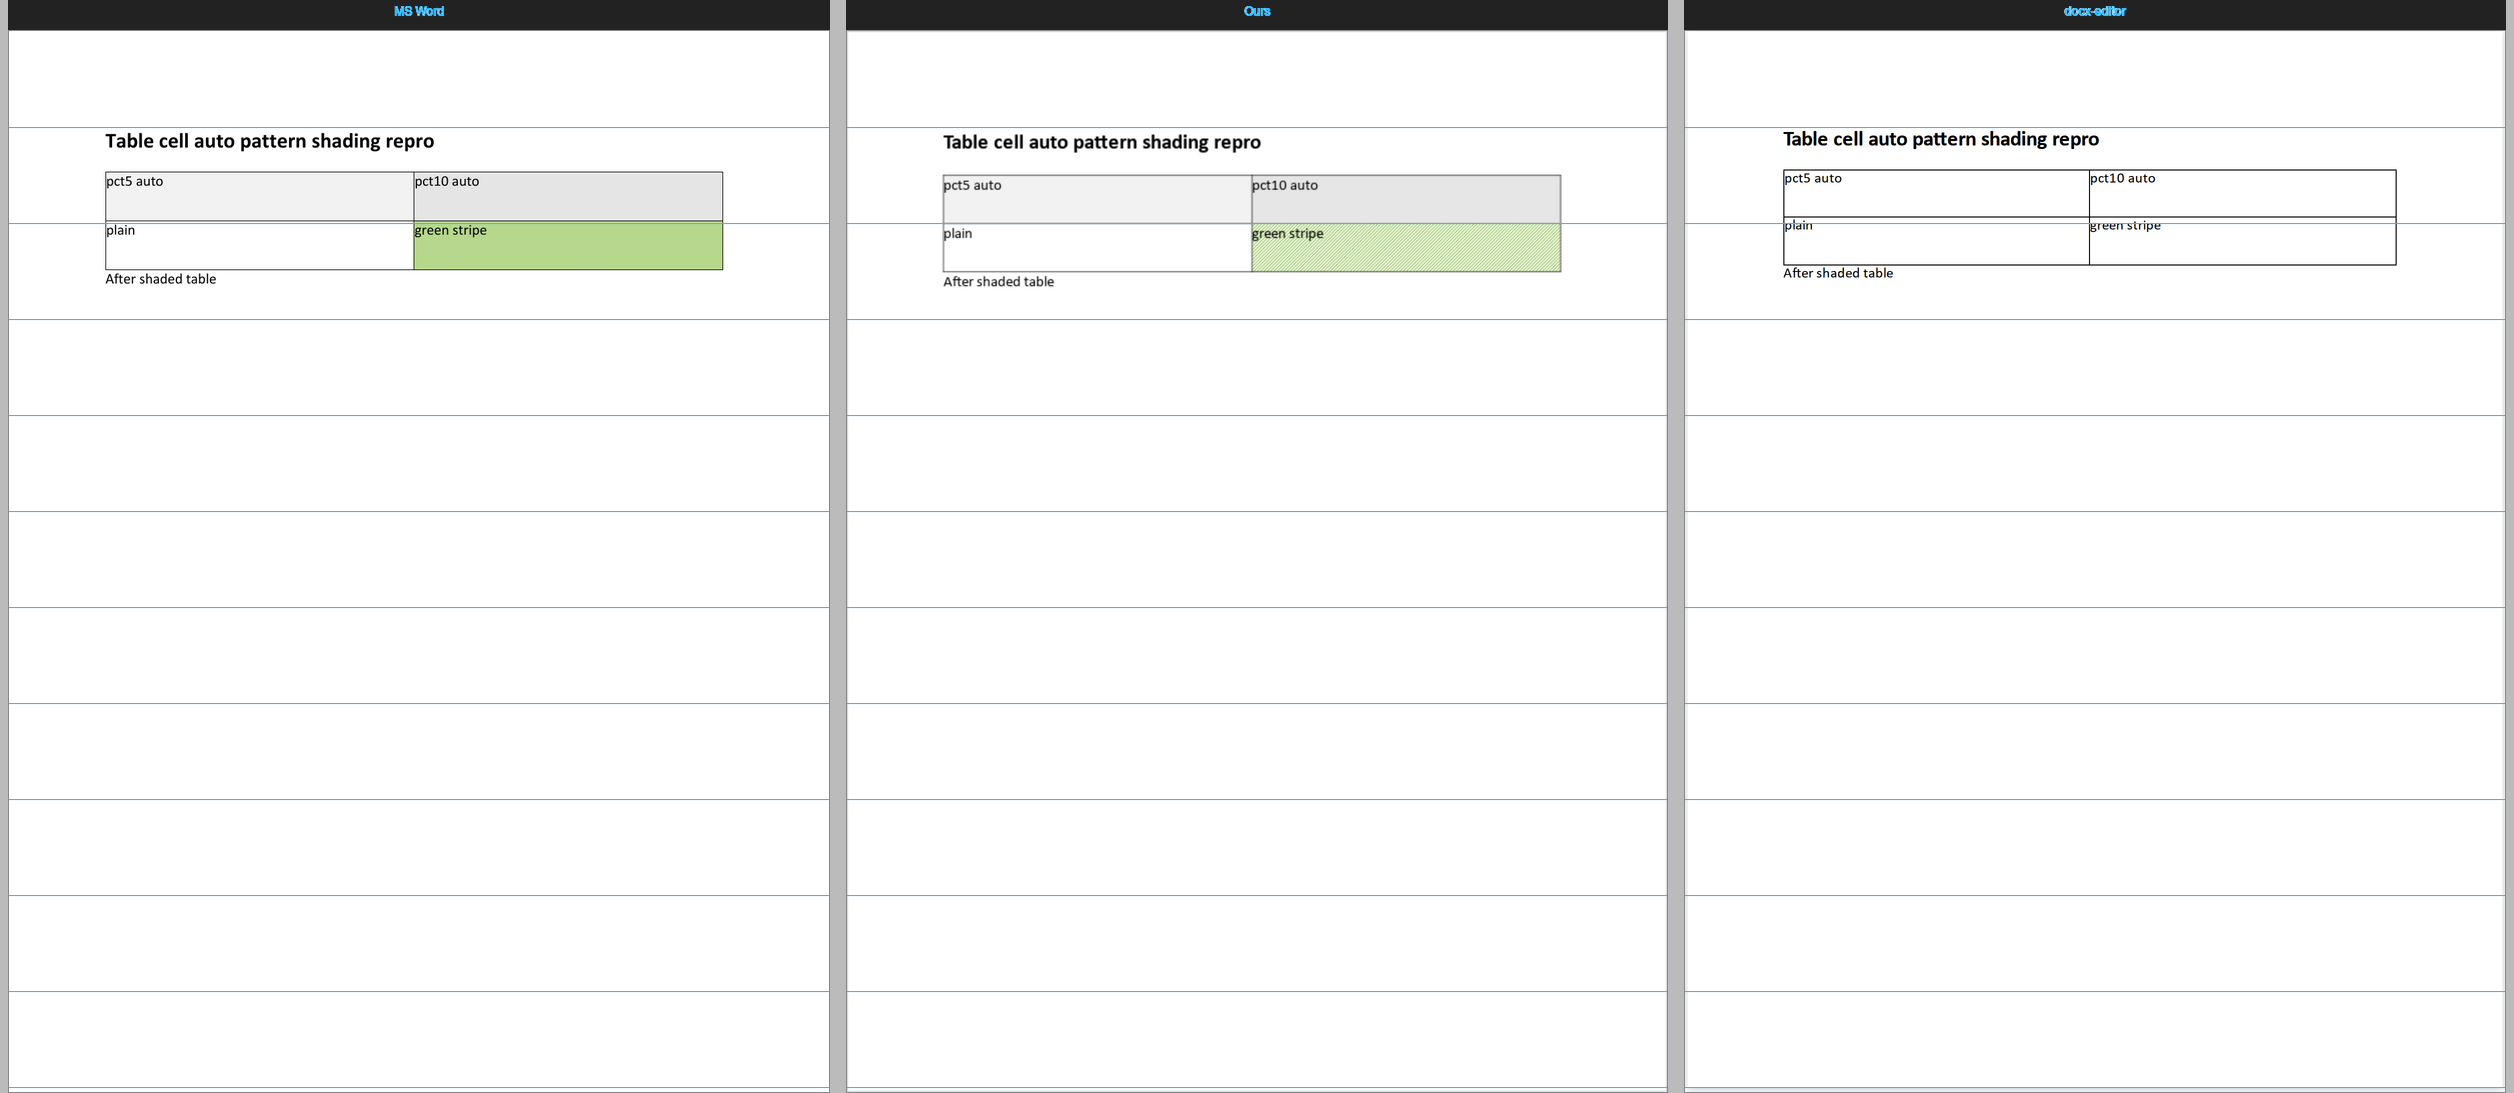 MS Word
Table cell auto pattern shading repro
pct5 auto pct10 auto
plain green stripe
After shaded table
Ours
Table cell auto pattern shading repro
pct5 auto pct10 auto
plain green stripe
After shaded table
docx-editor
Table cell auto pattern shading repro
pct5 auto pct10 auto
plain green stripe
After shaded table